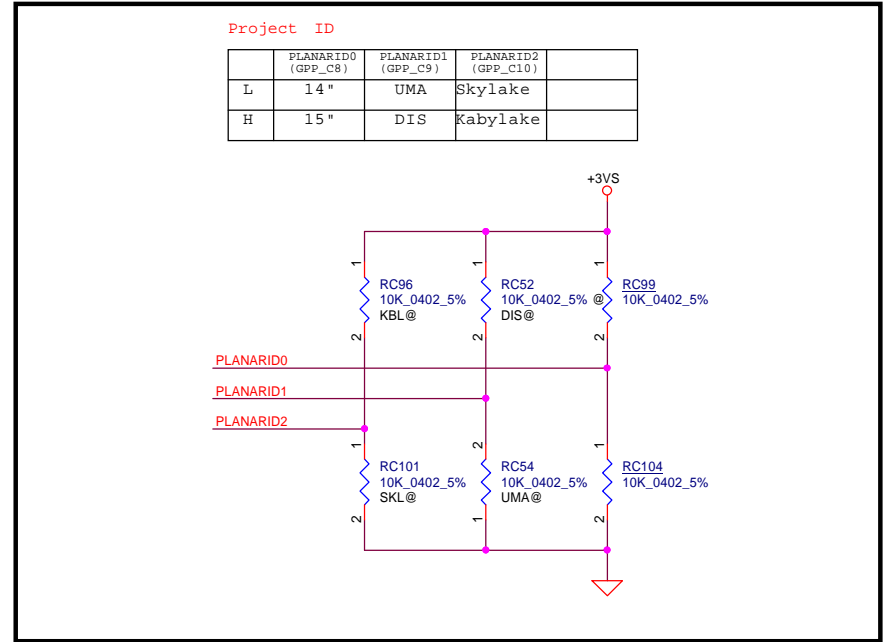 Project ID
PLANARID0 PLANARID1 PLANARID2
(GPP_C8) (GPP_C9) (GPP_C10)
L 14" UMA Skylake
H 15" DIS Kabylake
+3VS
1 1 1
RC96 RC52 RC99
10K_0402_5% 10K_0402_5% @ 10K_0402_5%
KBL@ DIS@
2 2 2
PLANARID0
PLANARID1
PLANARID2
1 2 1
RC101 RC54 RC104
10K_0402_5% 10K_0402_5% 10K_0402_5%
SKL@ UMA@
2 1 2